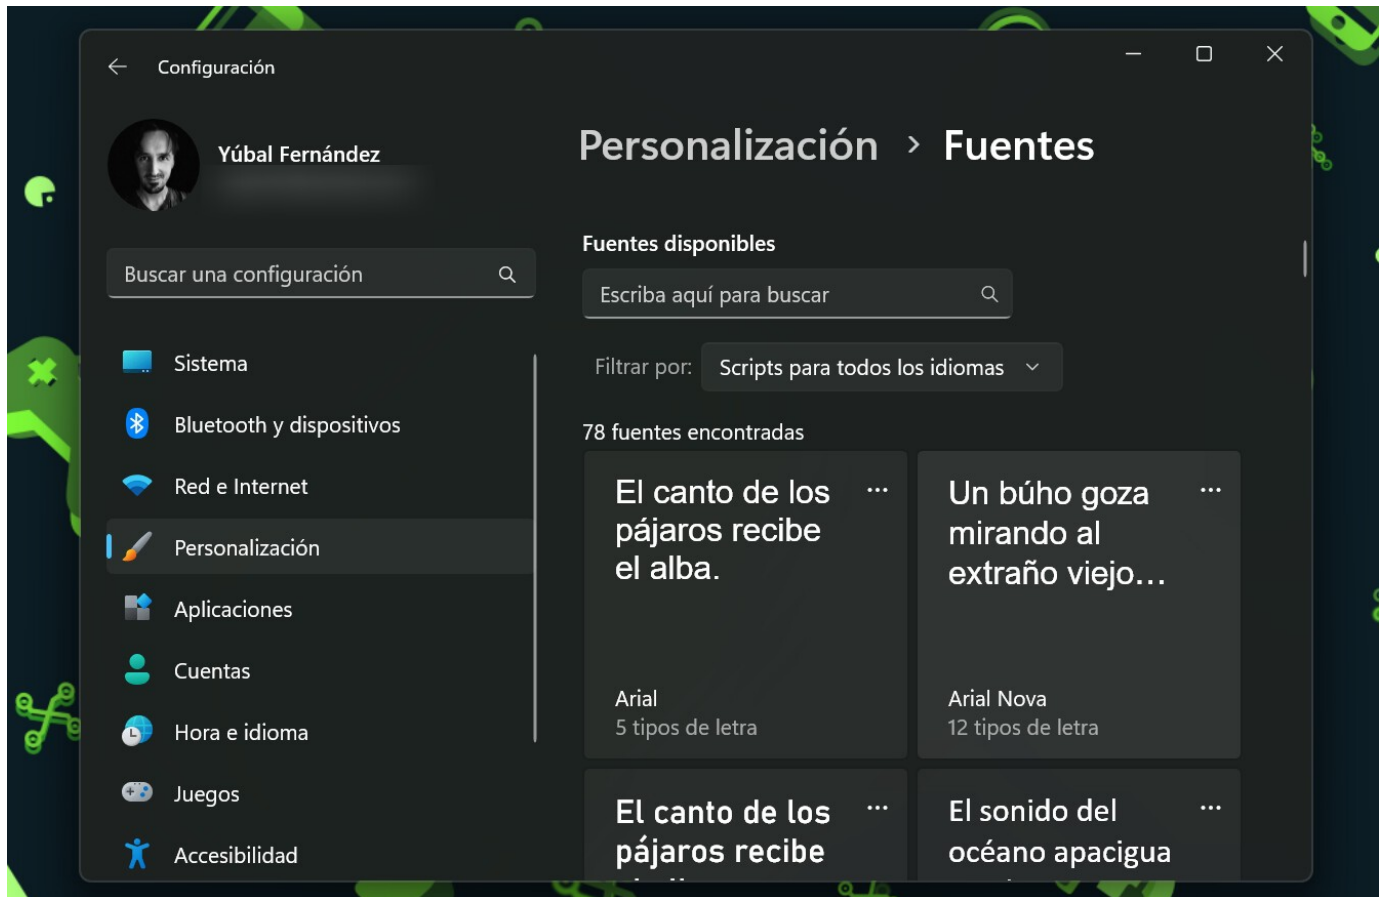 Configuración
Yúbal Fernández
Buscar una configuración
Sistema
Bluetooth y dispositivos
Red e Internet
Personalización
Aplicaciones
Cuentas
Hora e idioma
Juegos
Accesibilidad
Personalización > Fuentes
Fuentes disponibles
Escriba aquí para buscar
Filtrar por: Scripts para todos los idiomas
78 fuentes encontradas
El canto de los
pájaros recibe
el alba.
Arial
5 tipos de letra
Un búho goza
mirando al
extraño viejo...
Arial Nova
12 tipos de letra
El canto de los
pájaros recibe
El sonido del
océano apacigua